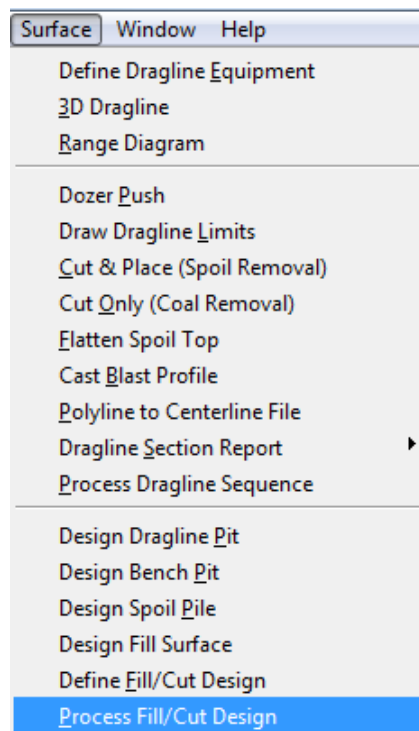 Surface Window Help
Define Dragline Equipment
3D Dragline
Range Diagram
Dozer Push
Draw Dragline Limits
Cut & Place (Spoil Removal)
Cut Only (Coal Removal)
Flatten Spoil Top
Cast Blast Profile
Polyline to Centerline File
Dragline Section Report
Process Dragline Sequence
Design Dragline Pit
Design Bench Pit
Design Spoil Pile
Design Fill Surface
Define Fill/Cut Design
Process Fill/Cut Design